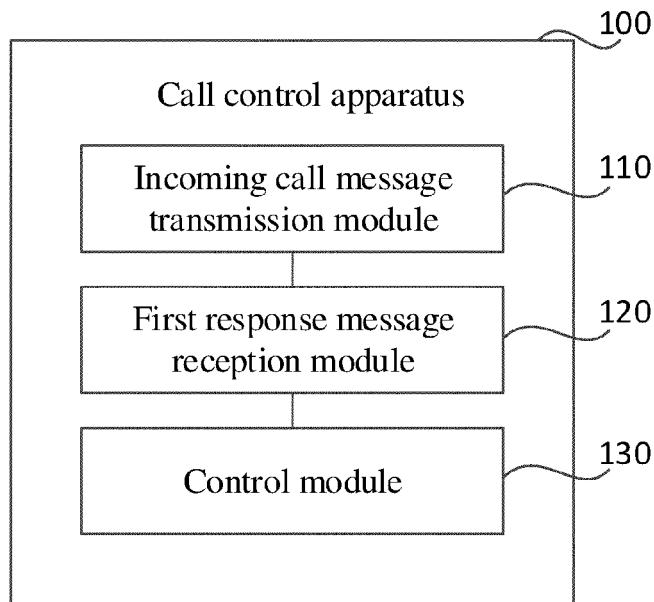 100
Call control apparatus
Incoming call message
transmission module
110
First response message
reception module
120
Control module
130